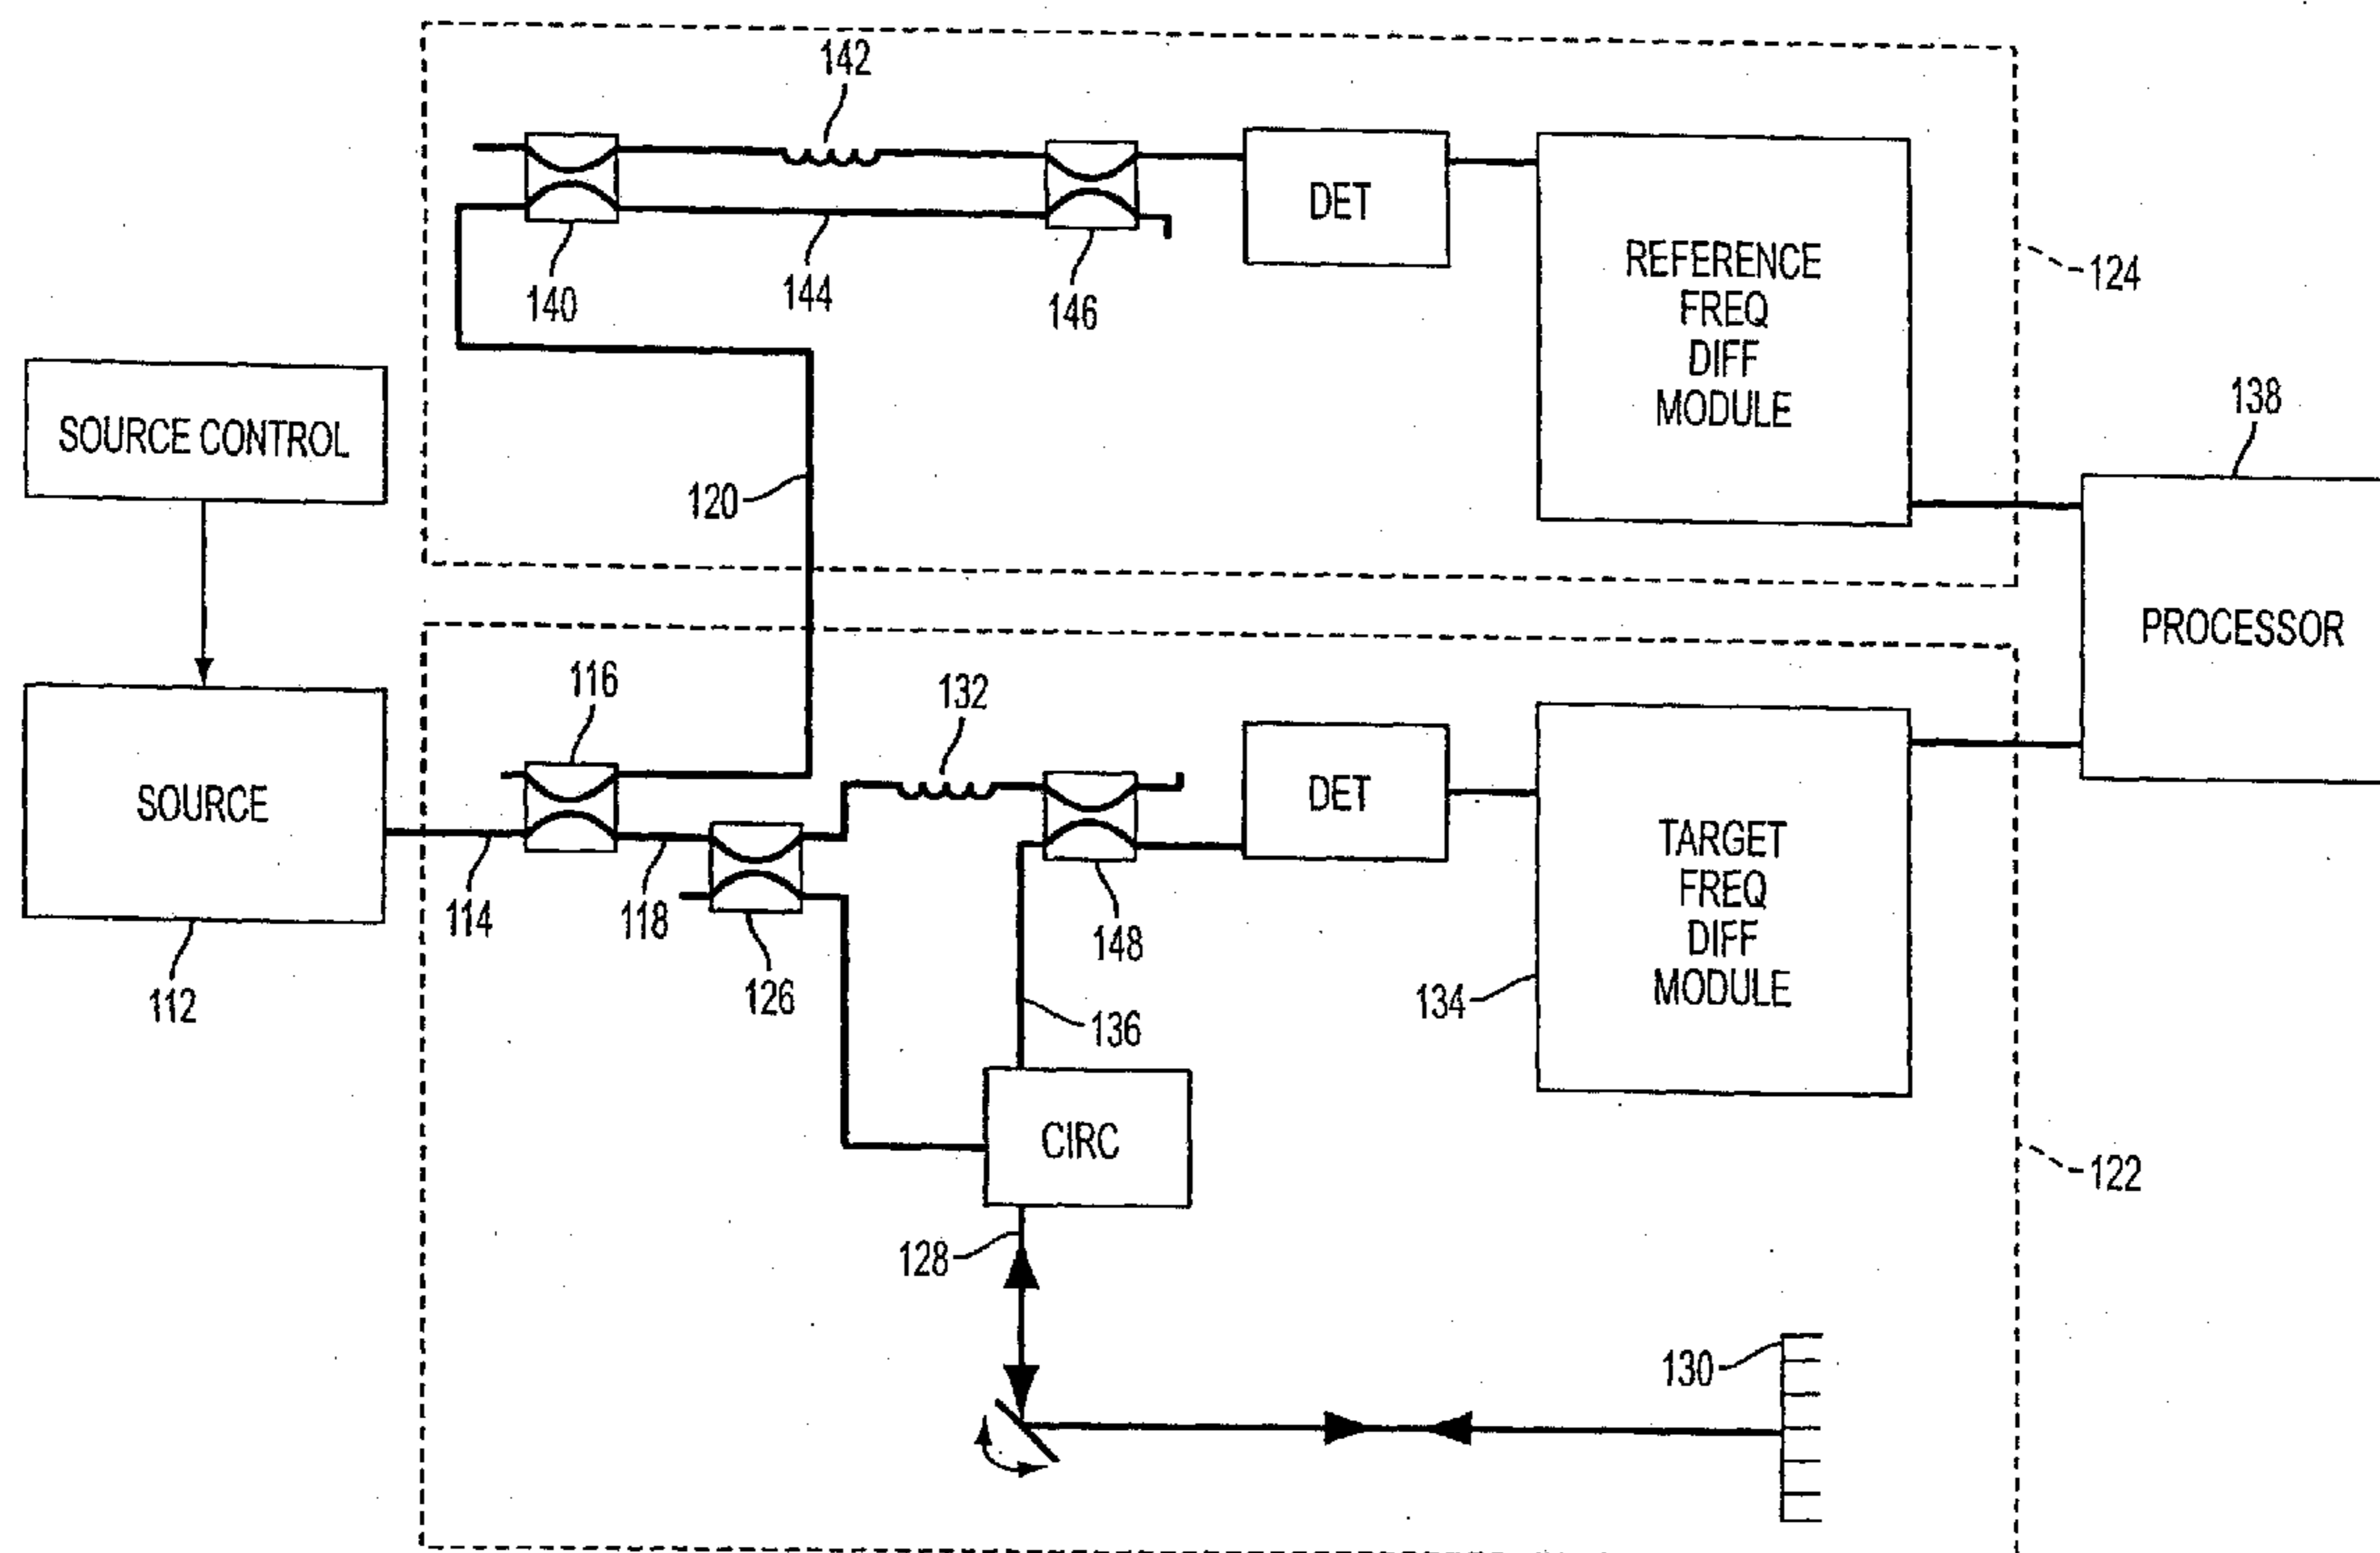 142
DET
REFERENCE
FREQ
DIFF
MODULE
124
140
144
146
SOURCE CONTROL
138
120
PROCESSOR
116
132
SOURCE
DET
TARGET
FREQ
DIFF
MODULE
114
118
148
126
112
134
136
CIRC
122
128
130